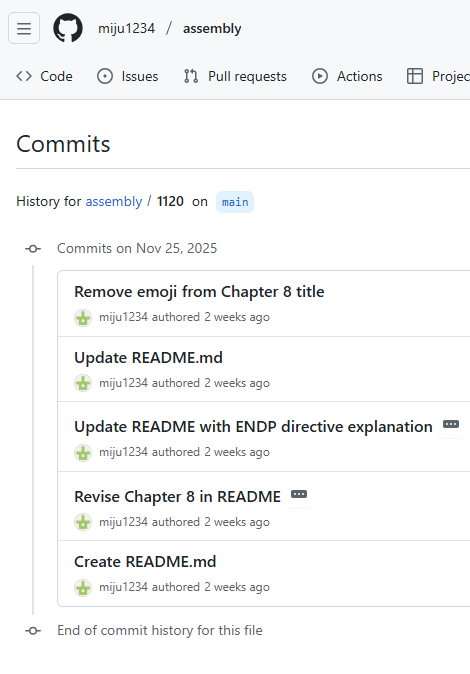 miju1234 / assembly
Code Issues Pull requests Actions Projec
Commits
History for assembly / 1120 on main
Commits on Nov 25, 2025
Remove emoji from Chapter 8 title
miju1234 authored 2 weeks ago
Update README.md
miju1234 authored 2 weeks ago
Update README with ENDP directive explanation
miju1234 authored 2 weeks ago
Revise Chapter 8 in README
miju1234 authored 2 weeks ago
Create README.md
miju1234 authored 2 weeks ago
End of commit history for this file